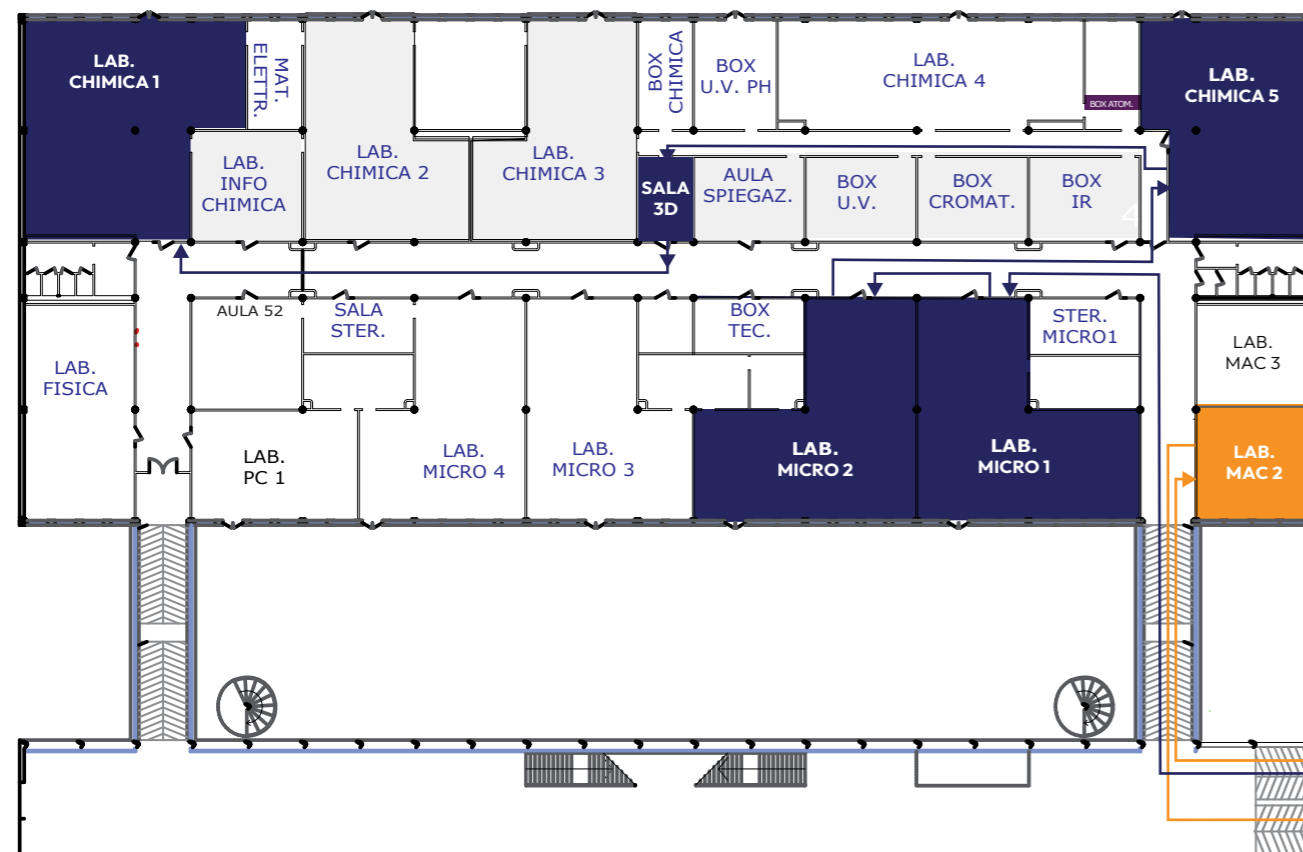 LAB.
CHIMICA 1
MAT.
ELETTR.
BOX
CHIMICA
BOX
U.V. PH
LAB.
CHIMICA 4
BOX ATOM.
LAB.
CHIMICA 5
LAB.
INFO
CHIMICA
LAB.
CHIMICA 2
LAB.
CHIMICA 3
SALA
3D
AULA
SPIEGAZ.
BOX
U.V.
BOX
CROMAT.
BOX
IR
AULA 52
SALA
STER.
BOX
TEC.
STER.
MICRO1
LAB.
MAC 3
LAB.
FISICA
LAB.
PC 1
LAB.
MICRO 4
LAB.
MICRO 3
LAB.
MICRO 2
LAB.
MICRO 1
LAB.
MAC 2